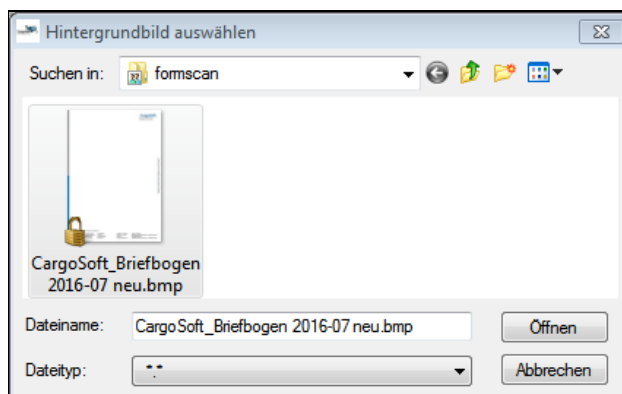 Hintergrundbild auswählen
Suchen in: formscan
CargoSoft_Briefbogen
2016-07 neu.bmp
Dateiname: CargoSoft_Briefbogen 2016-07 neu.bmp Öffnen
Dateityp: *.* Abbrechen